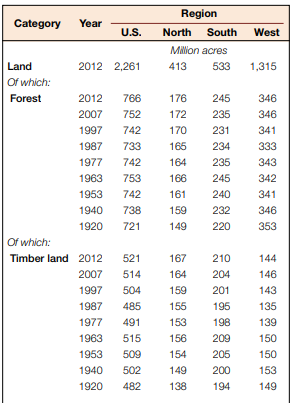 Category Year Region
U.S. North South West
Million acres
Land 2012 2,261 413 533 1,315
Of which:
Forest 2012 766 176 245 346
2007 752 172 235 346
1997 742 170 231 341
1987 733 165 234 333
1977 742 164 235 343
1963 753 166 245 342
1953 742 161 240 341
1940 738 159 232 346
1920 721 149 220 353
Of which:
Timber land 2012 521 167 210 144
2007 514 164 204 146
1997 504 159 201 143
1987 485 155 195 135
1977 491 153 198 139
1963 515 156 209 150
1953 509 154 205 150
1940 502 149 200 153
1920 482 138 194 149